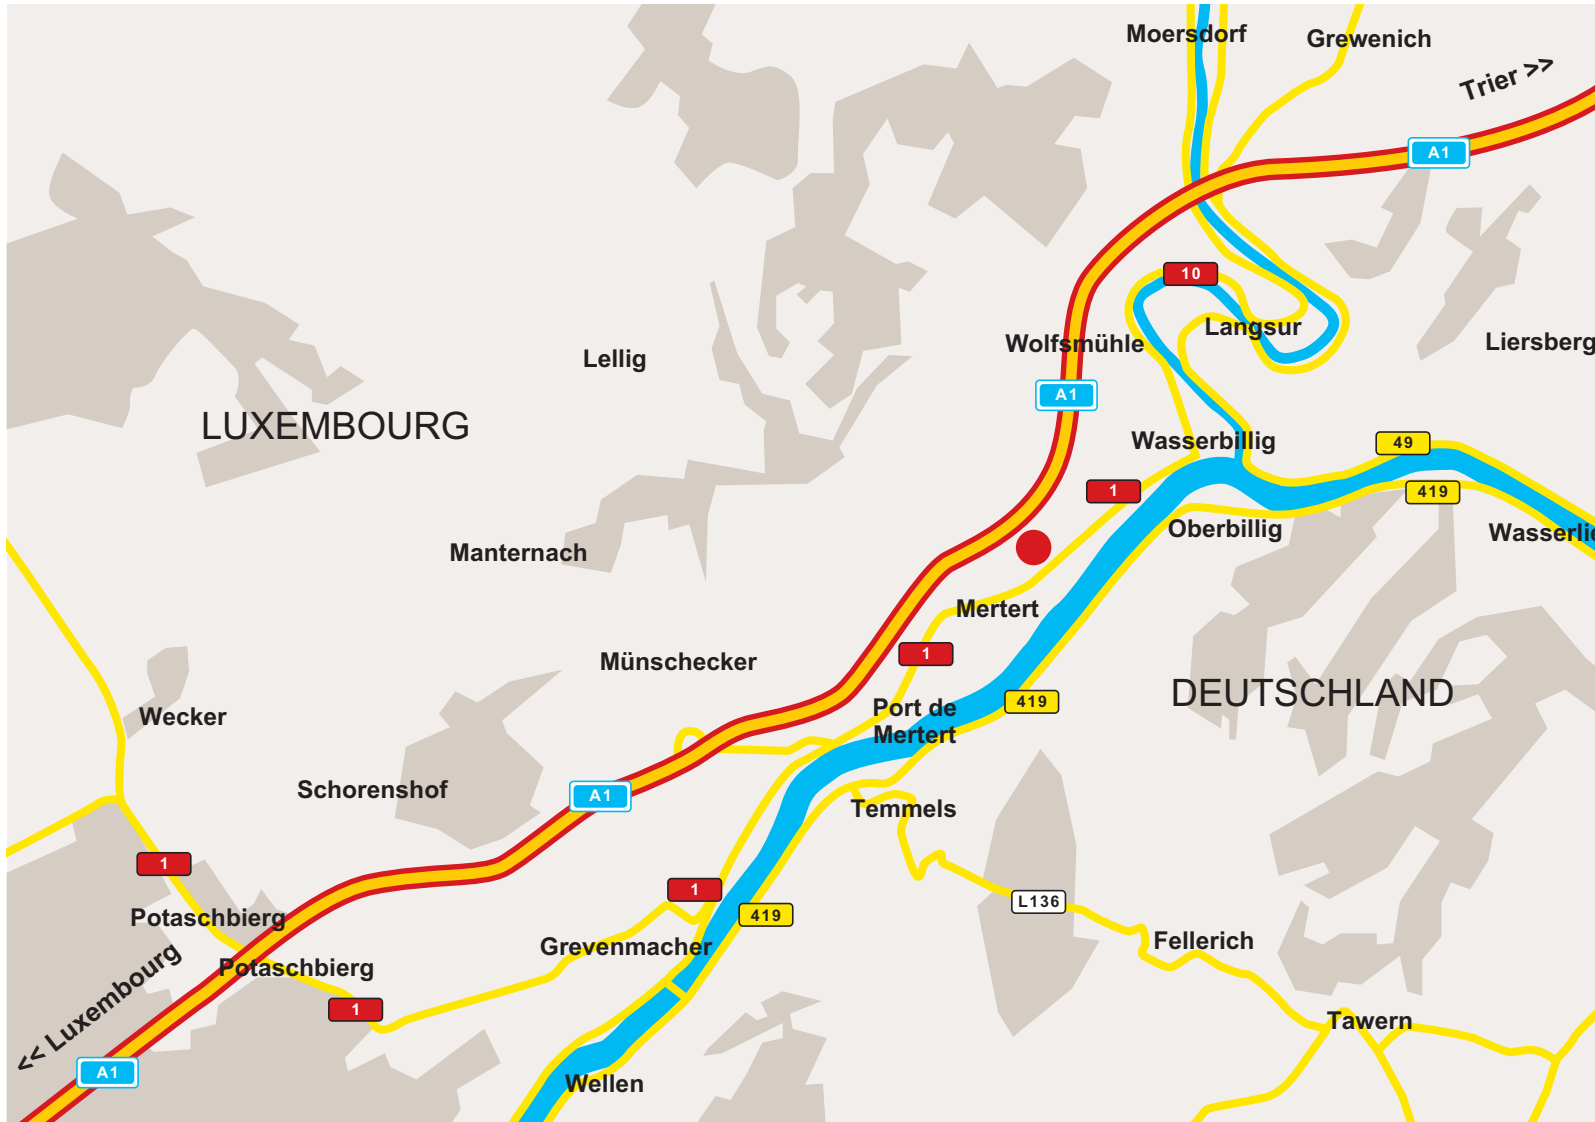 Moersdorf
Grewenich
Trier >>
A1
10
Langsur
Wolfsmühle
Liersberg
Lellig
A1
LUXEMBOURG
Wasserbillig
49
1
419
Oberbillig
Wasserlie
Manternach
Mertert
Münschecker
1
DEUTSCHLAND
419
Port de
Mertert
Wecker
Schorenshof
A1
Temmels
1
1
L136
419
Potaschbierg
Grevenmacher
Fellerich
Potaschbierg
<< Luxembourg
1
Tawern
A1
Wellen